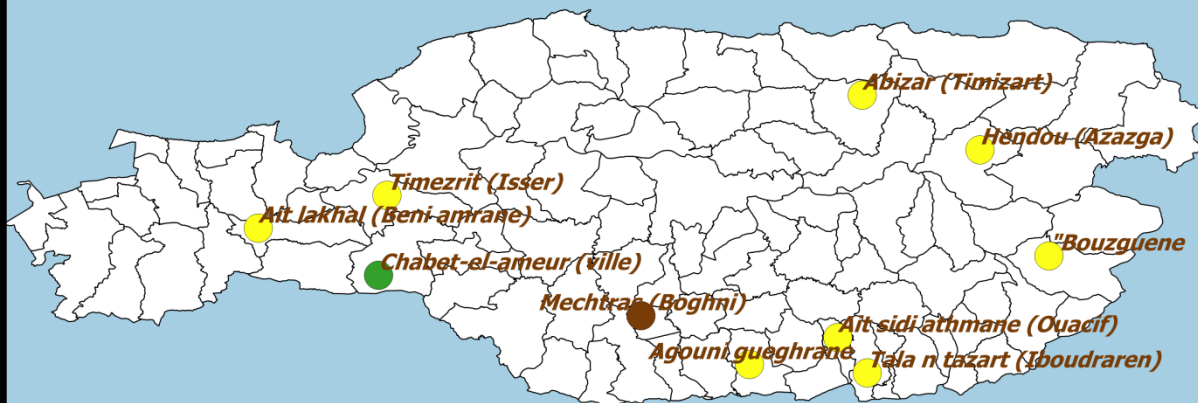 Abizar (Timizart)
Hendou (Azazga)
Timezrit (Isser)
Ait lakhal (Beni-amrane)
"Bouzguene
Chabet-el-ameur (ville)
Mechtras (Boghni)
Ait sidi athmane (Ouacif)
Agouni gueghrane
Tala n tazart (Iboudraren)